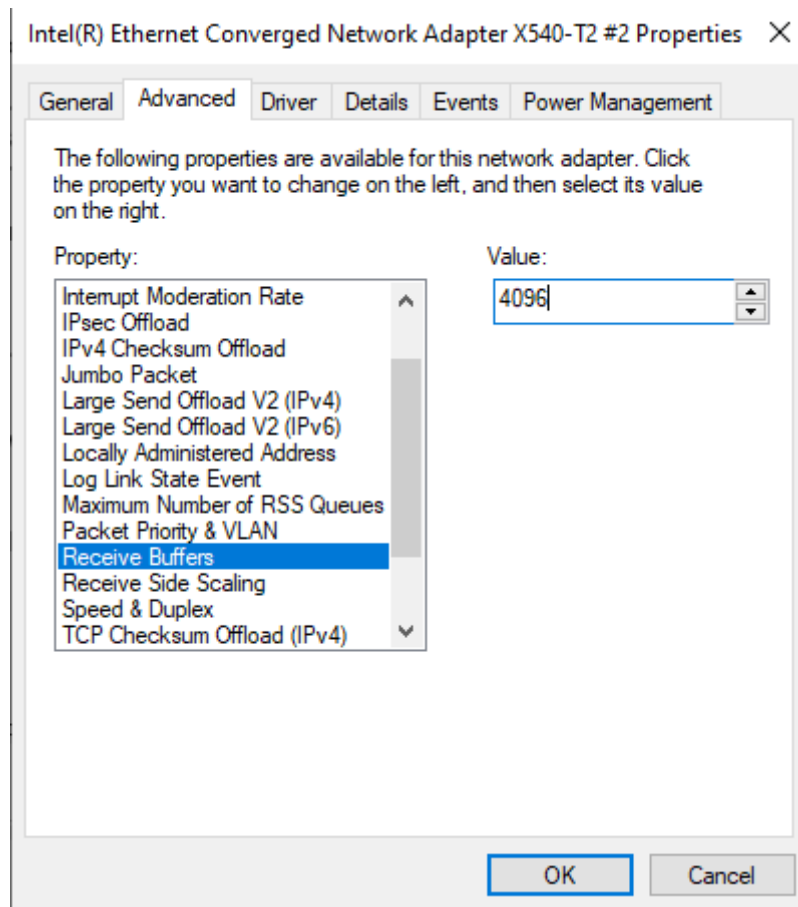 Intel(R) Ethernet Converged Network Adapter X540-T2 #2 Properties
General Advanced Driver Details Events Power Management
The following properties are available for this network adapter. Click
the property you want to change on the left, and then select its value
on the right.
Property:
Value:
Interrupt Moderation Rate
IPsec Offload
IPv4 Checksum Offload
Jumbo Packet
Large Send Offload V2 (IPv4)
Large Send Offload V2 (IPv6)
Locally Administered Address
Log Link State Event
Maximum Number of RSS Queues
Packet Priority & VLAN
Receive Buffers
Receive Side Scaling
Speed & Duplex
TCP Checksum Offload (IPv4)
4096
OK Cancel